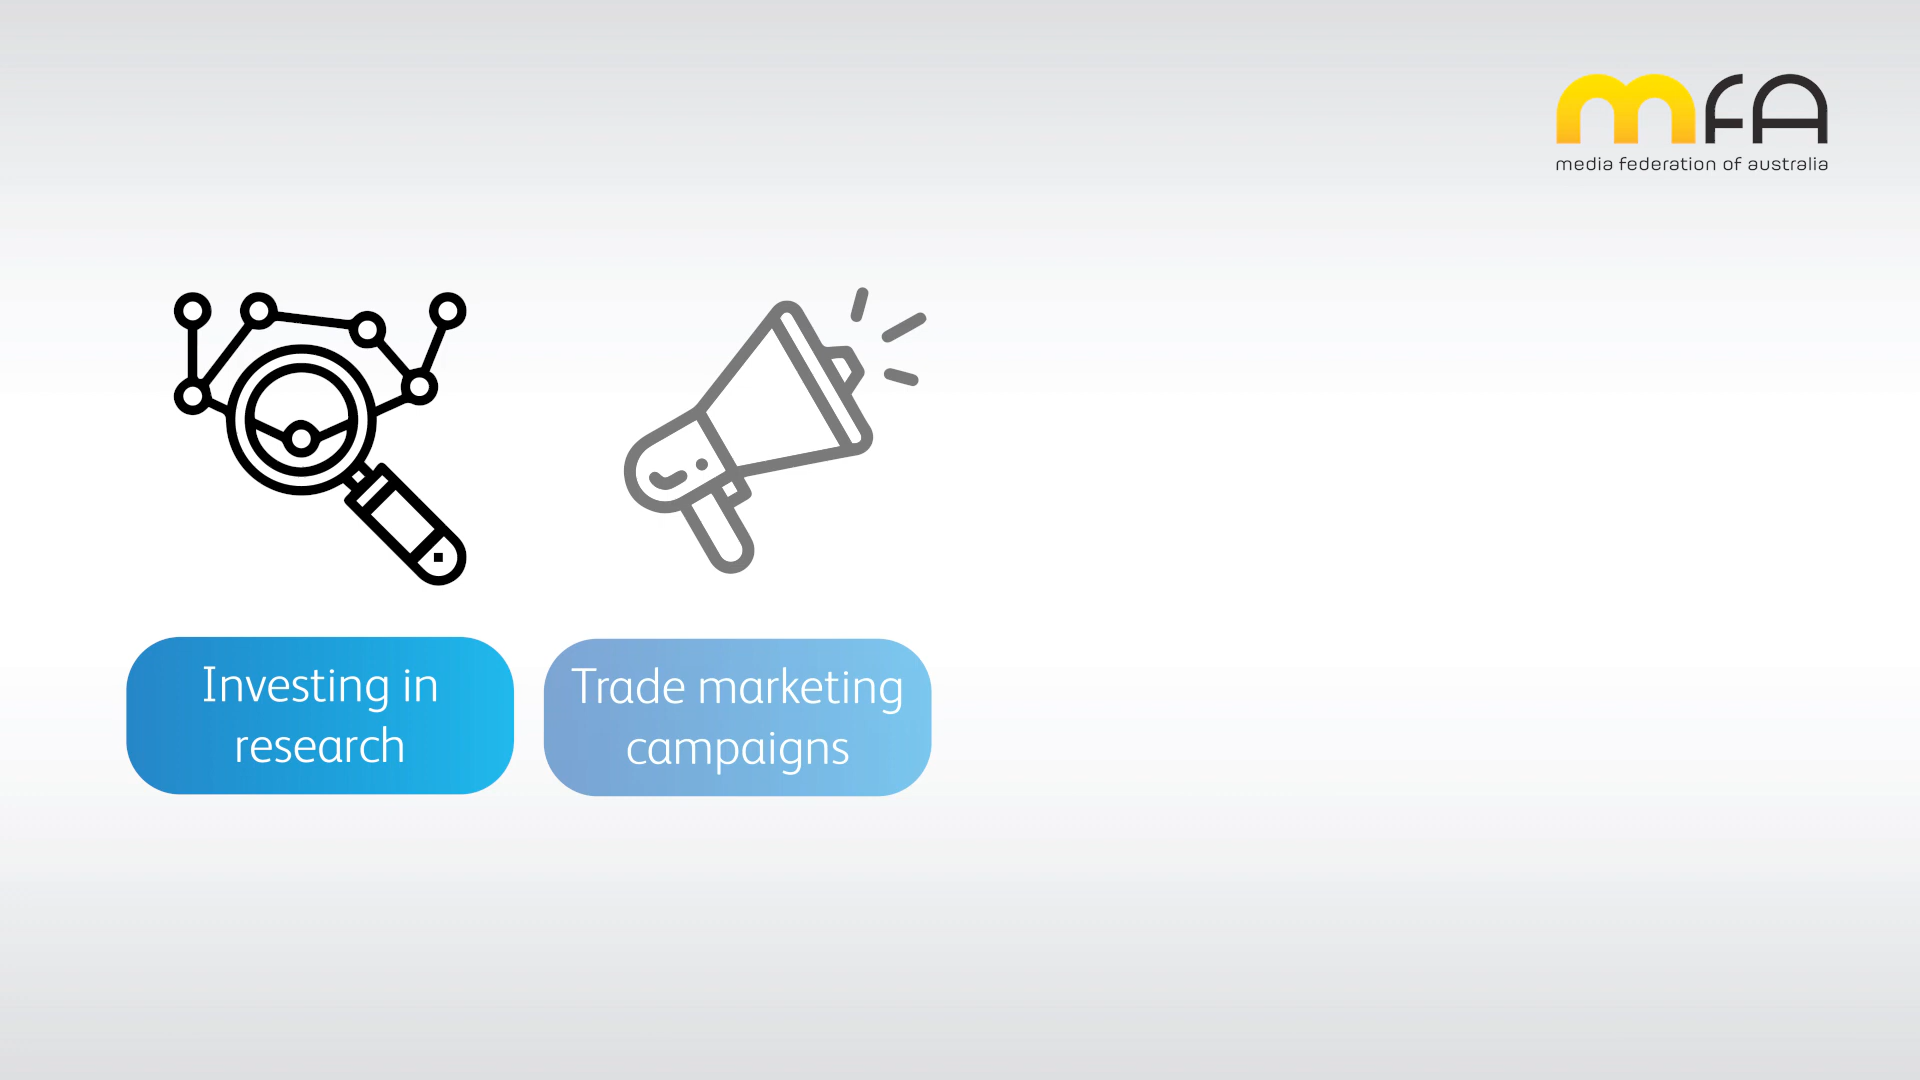 mfa
media federation of australia
Investing in
research
Trade marketing
campaigns